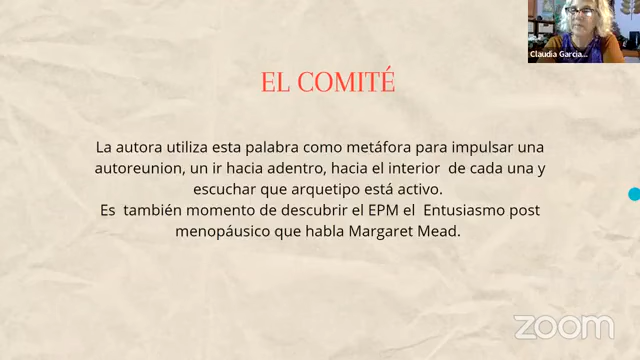 Claudia Garcia...
EL COMITÉ
La autora utiliza esta palabra como metáfora para impulsar una
autoreunion, un ir hacia adentro, hacia el interior de cada una y
escuchar que arquetipo está activo.
Es también momento de descubrir el EPM el Entusiasmo post
menopáusico que habla Margaret Mead.
zoom